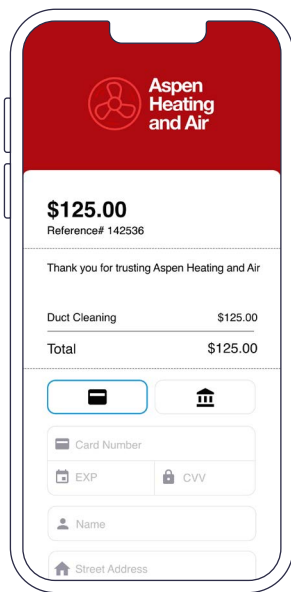 Aspen
Heating
and Air
$125.00
Reference# 142536
Thank you for trusting Aspen Heating and Air
Duct Cleaning $125.00
Total $125.00
Card Number
EXP CVV
Name
Street Address